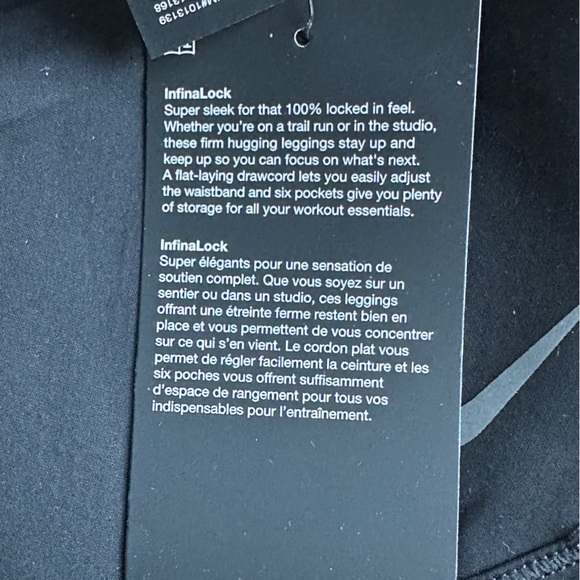 InfinaLock
Super sleek for that 100% locked in feel.
Whether you're on a trail run or in the studio,
these firm hugging leggings stay up and
keep up so you can focus on what's next.
A flat-laying drawcord lets you easily adjust
the waistband and six pockets give you plenty
of storage for all your workout essentials.
InfinaLock
Super élégants pour une sensation de
soutien complet. Que vous soyez sur un
sentier ou dans un studio, ces leggings
offrant une étreinte ferme restent bien en
place et vous permettent de vous concentrer
sur ce qui s'en vient. Le cordon plat vous
permet de régler facilement la ceinture et les
six poches vous offrent suffisamment
d'espace de rangement pour tous vos
indispensables pour l'entraînement.